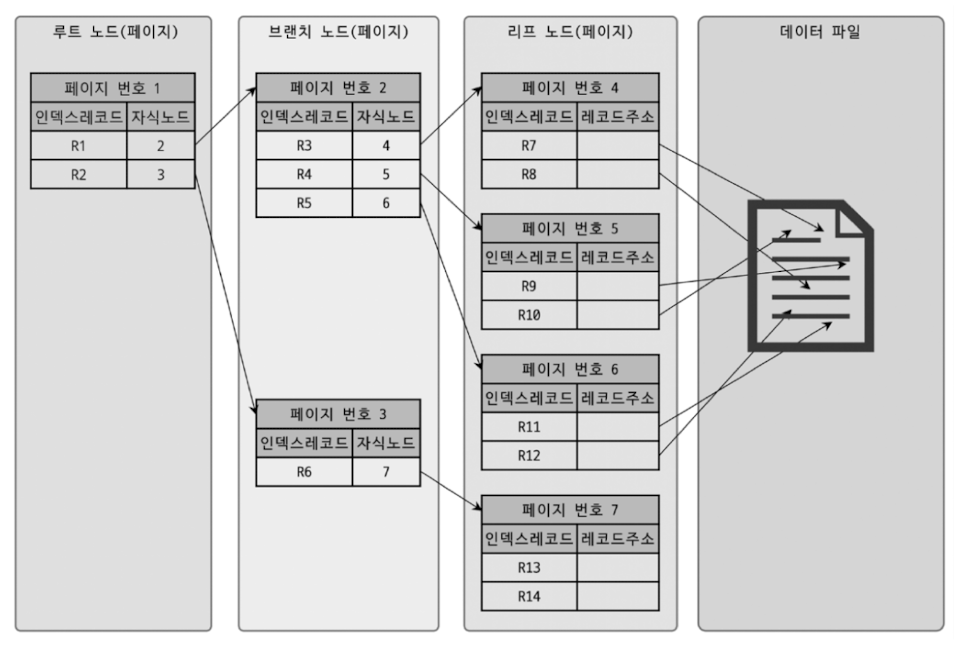 루트 노드(페이지)
페이지 번호 1
인덱스레코드 자식노드
R1 2
R2 3
브랜치 노드(페이지)
페이지 번호 2
인덱스레코드 자식노드
R3 4
R4 5
R5 6
페이지 번호 3
인덱스레코드 자식노드
R6 7
리프 노드(페이지)
페이지 번호 4
인덱스레코드 레코드주소
R7
R8
페이지 번호 5
인덱스레코드 레코드주소
R9
R10
페이지 번호 6
인덱스레코드 레코드주소
R11
R12
페이지 번호 7
인덱스레코드 레코드주소
R13
R14
데이터 파일